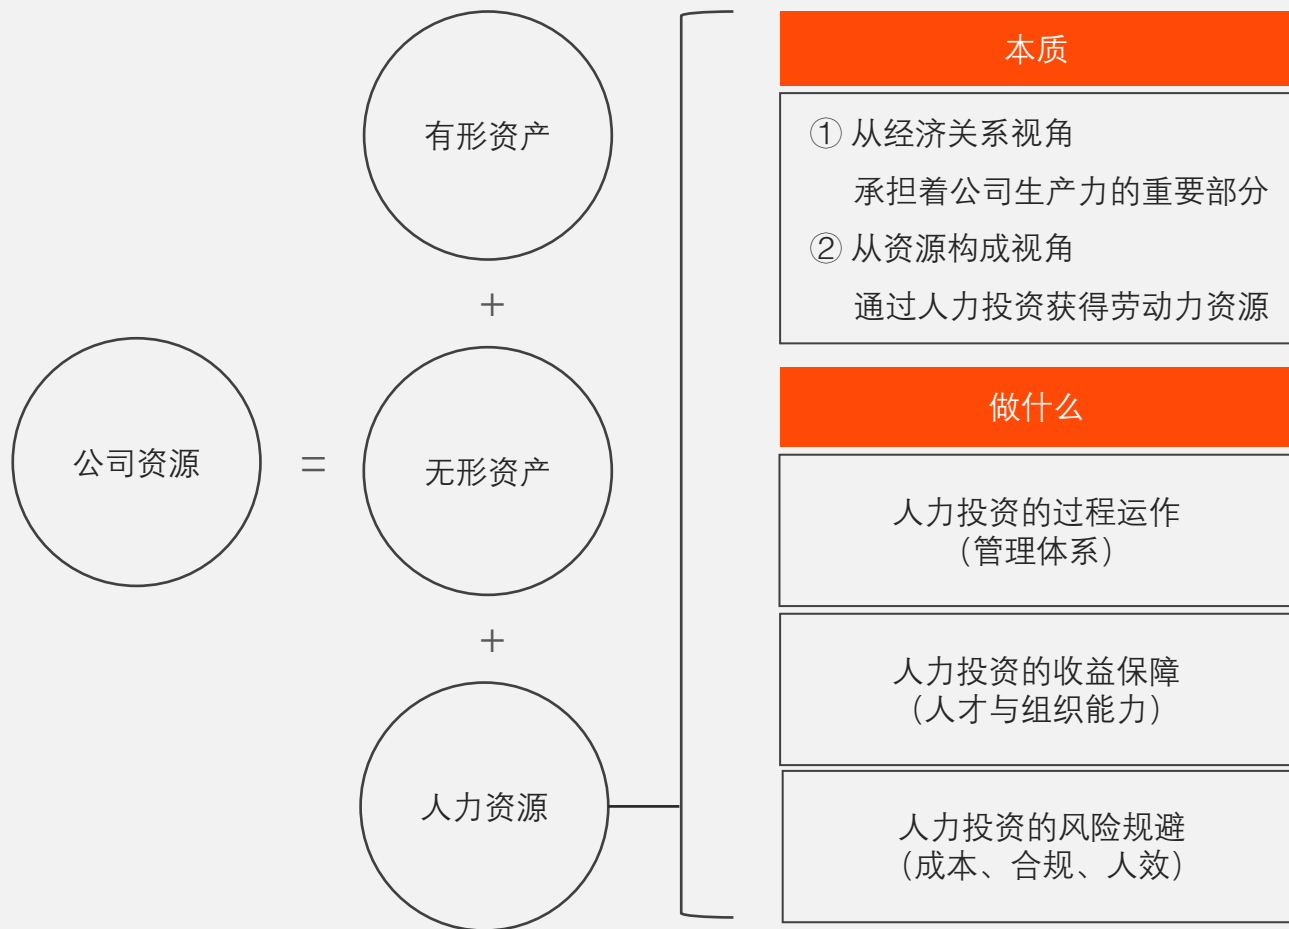 公司资源
=
有形资产
+
无形资产
+
人力资源
本质
① 从经济关系视角
承担着公司生产力的重要部分
② 从资源构成视角
通过人力投资获得劳动力资源
做什么
人力投资的过程运作
（管理体系）
人力投资的收益保障
（人才与组织能力）
人力投资的风险规避
（成本、合规、人效）